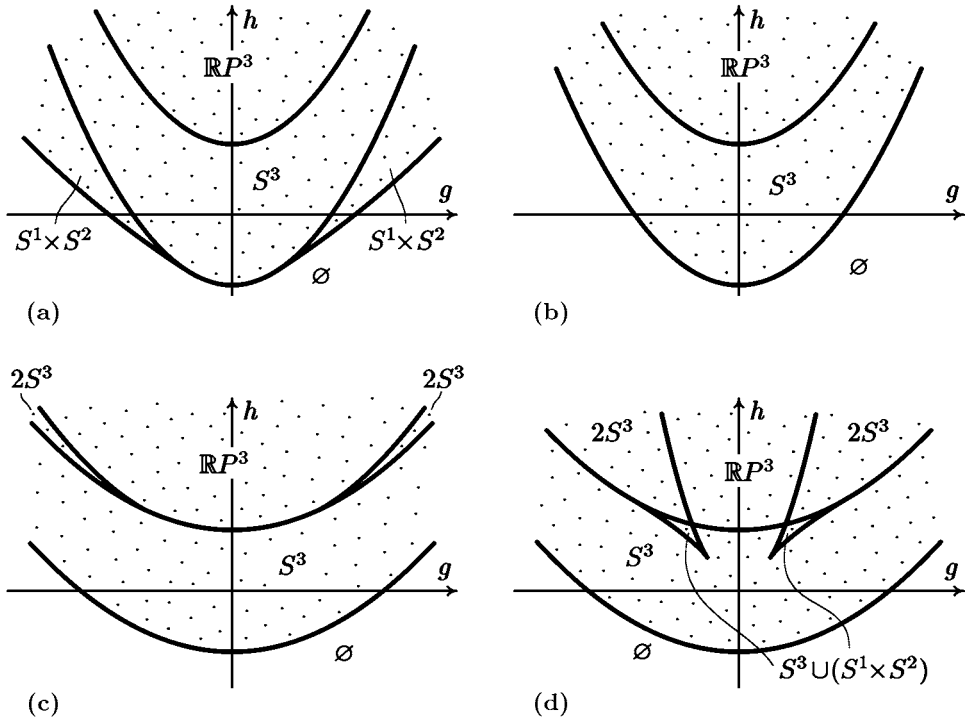 h
ℝP³
S³
g
S¹×S²
S¹×S²
∅
(a)
h
ℝP³
S³
g
∅
(b)
2S³
2S³
h
ℝP³
S³
g
∅
(c)
h
2S³
2S³
ℝP³
S³
g
∅
S³∪(S¹×S²)
(d)